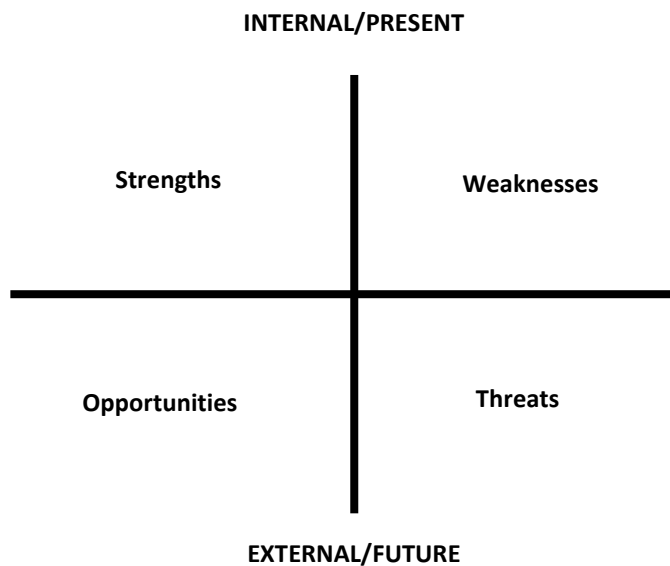 INTERNAL/PRESENT
Strengths
Weaknesses
Opportunities
Threats
EXTERNAL/FUTURE